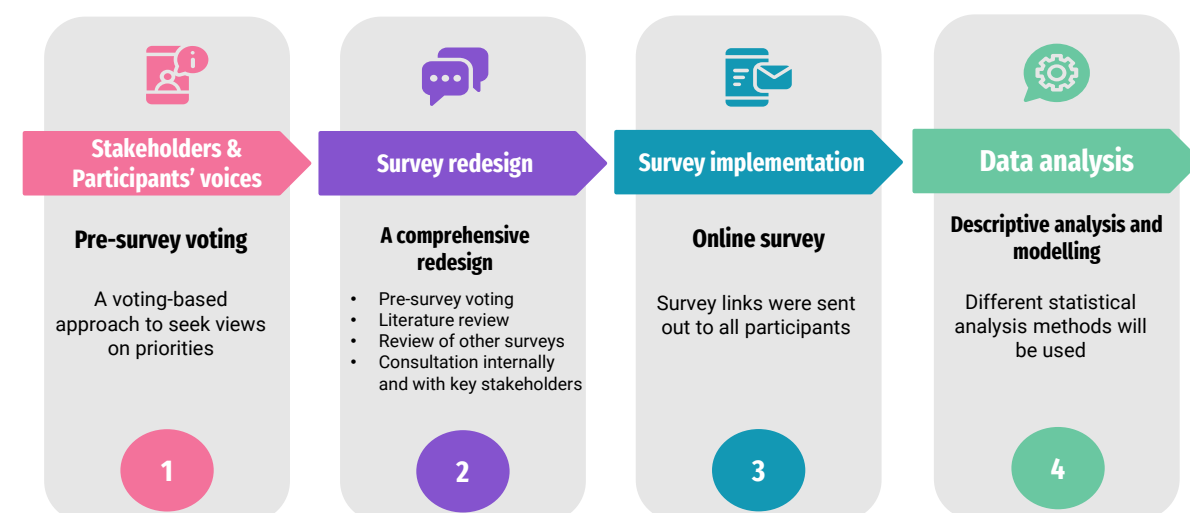 Stakeholders &
Participants’ voices
Pre-survey voting
A voting-based
approach to seek views
on priorities
1
Survey redesign
A comprehensive
redesign
• Pre-survey voting
• Literature review
• Review of other surveys
• Consultation internally
and with key stakeholders
2
Survey implementation
Online survey
Survey links were sent
out to all participants
3
Data analysis
Descriptive analysis and
modelling
Different statistical
analysis methods will
be used
4